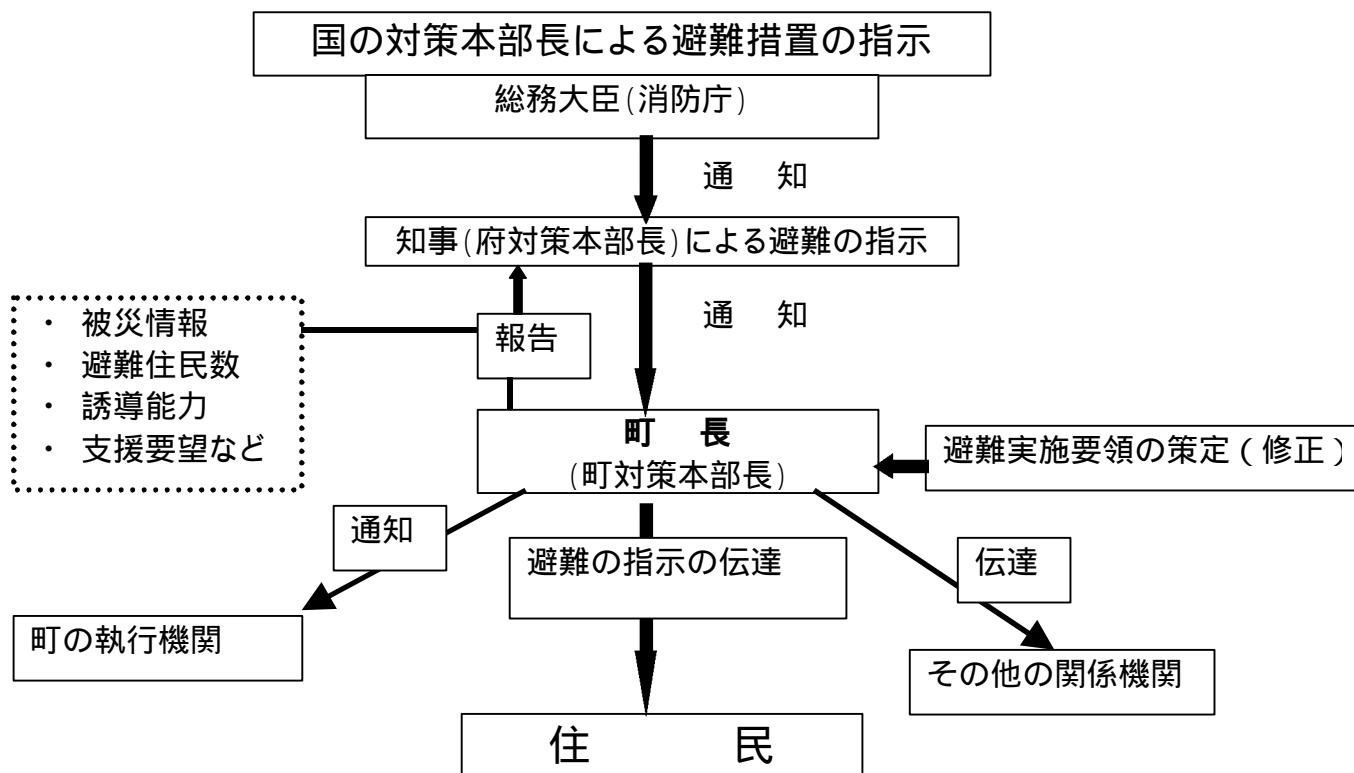 国の対策本部長による避難措置の指示
総務大臣(消防庁)
通 知
知事(府対策本部長)による避難の指示
通 知
・ 被災情報
・ 避難住民数
・ 誘導能力
・ 支援要望など
報告
町 長
(町対策本部長)
避難実施要領の策定(修正)
通知
避難の指示の伝達
伝達
町の執行機関
その他の関係機関
住 民